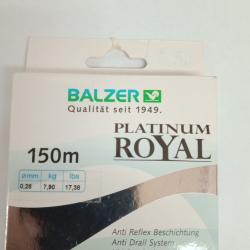 BALZER
Qualität seit 1949.
PLATINUM
ROYAL
150m
ømm kg lbs
0,28 7,90 17,38
Anti Reflex Beschichtung
Anti Drall System